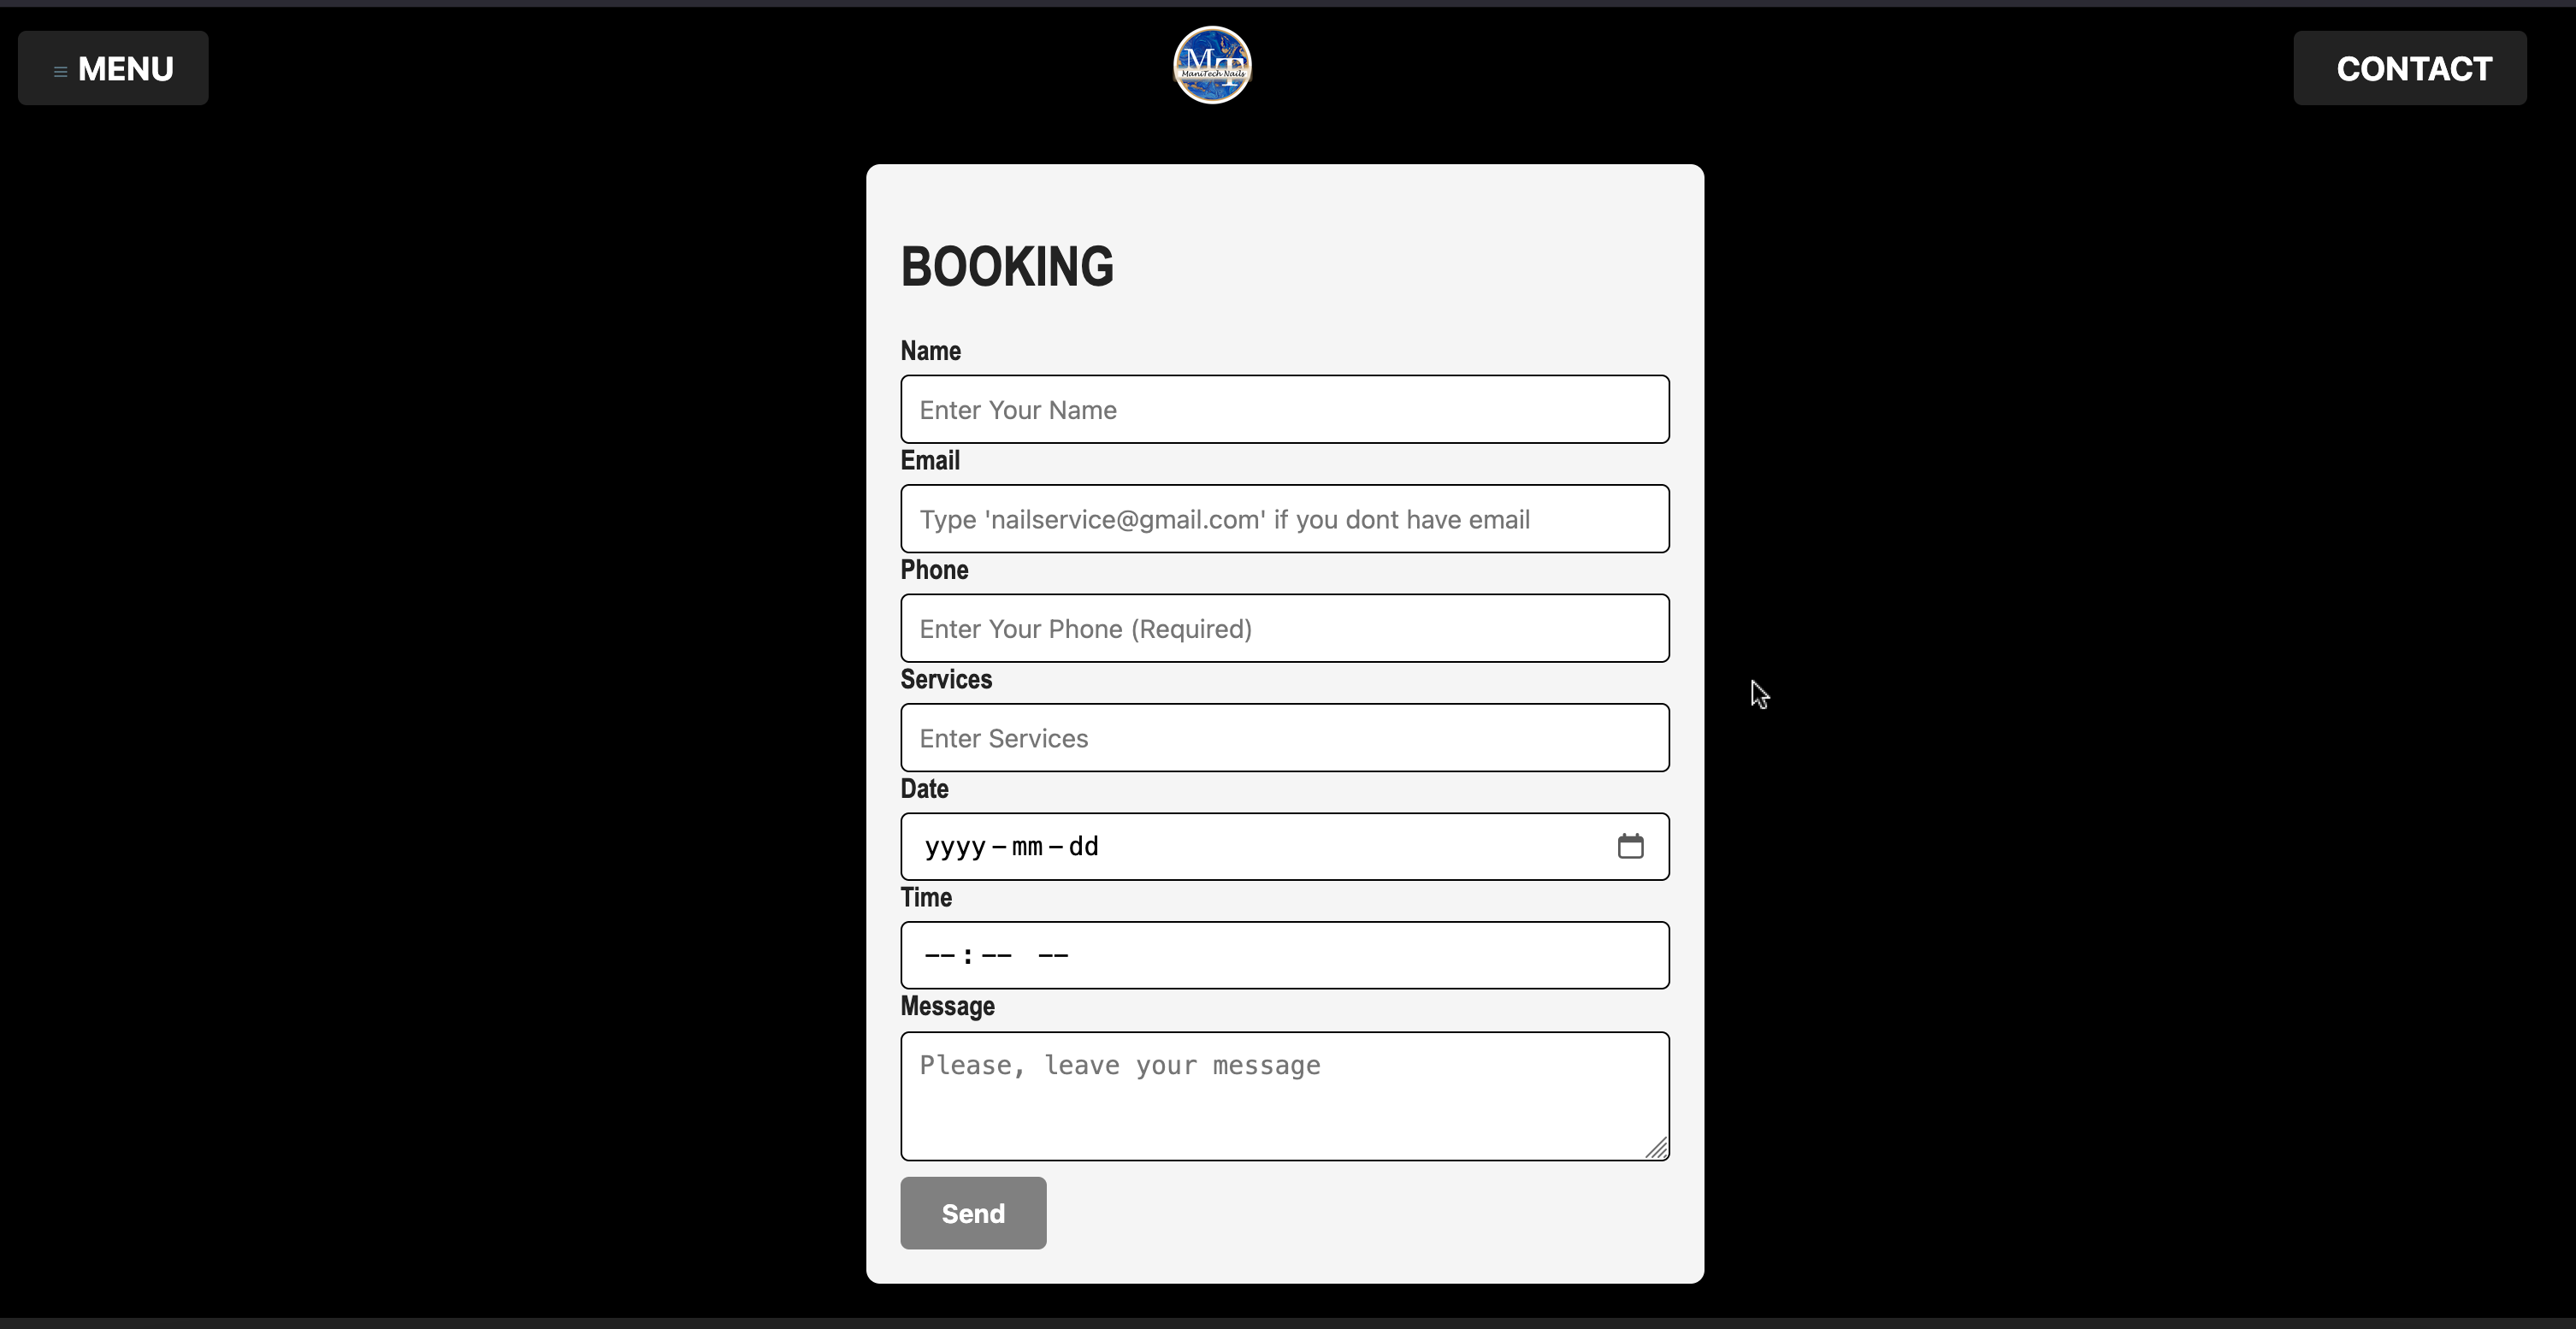 ≡ MENU
MT
ManiTech Nails
CONTACT
BOOKING
Name
Enter Your Name
Email
Type 'nailservice@gmail.com' if you dont have email
Phone
Enter Your Phone (Required)
Services
Enter Services
Date
yyyy-mm-dd
Time
--:-- --
Message
Please, leave your message
Send